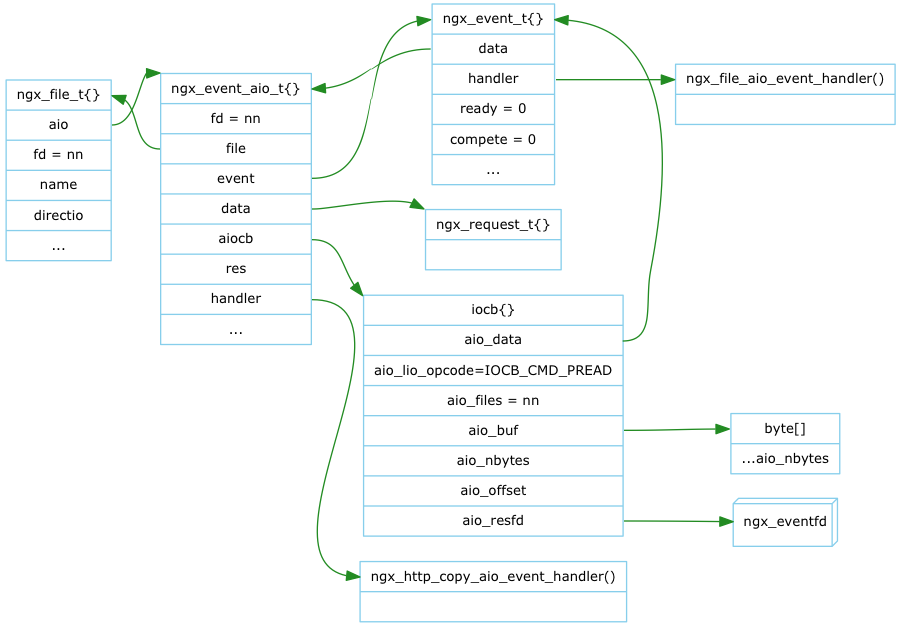 ngx_file_t{}
aio
fd = nn
name
directio
...
ngx_event_aio_t{}
fd = nn
file
event
data
aiocb
res
handler
...
ngx_event_t{}
data
handler
ready = 0
compete = 0
...
ngx_file_aio_event_handler()
ngx_request_t{}
iocb{}
aio_data
aio_lio_opcode=IOCB_CMD_PREAD
aio_files = nn
aio_buf
aio_nbytes
aio_offset
aio_resfd
byte[]
...aio_nbytes
ngx_eventfd
ngx_http_copy_aio_event_handler()